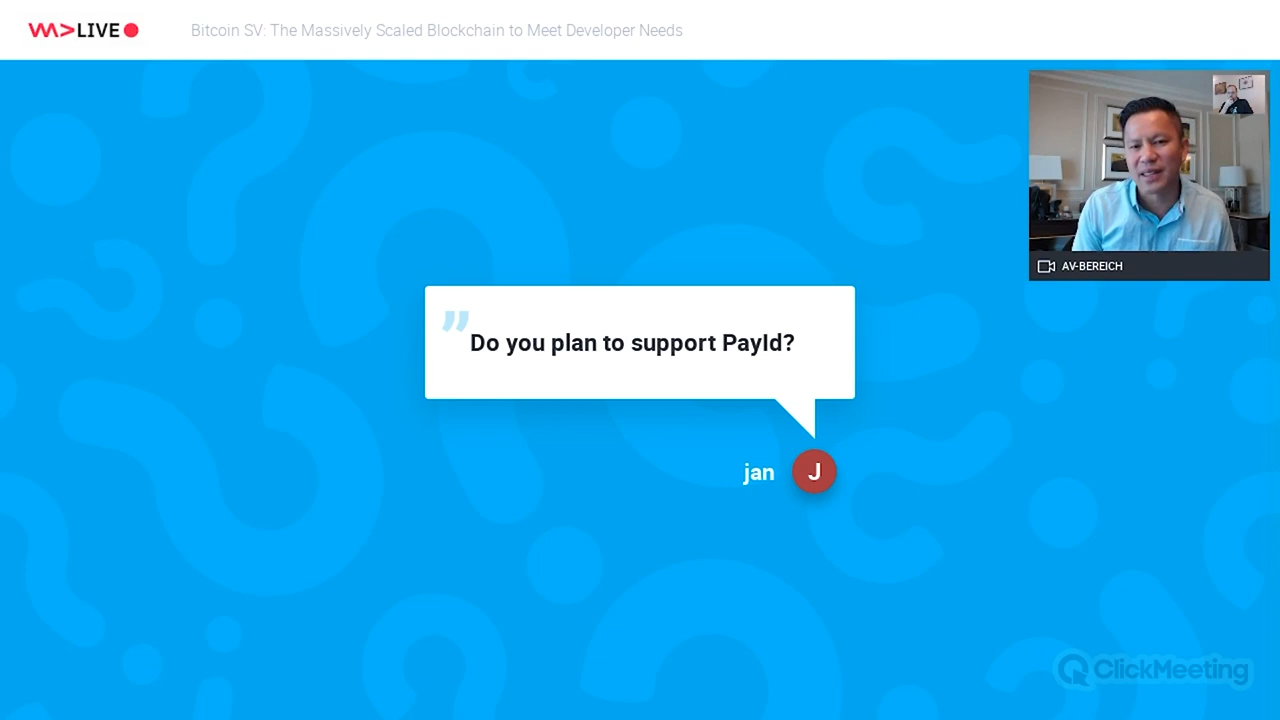 LIVE
Bitcoin SV: The Massively Scaled Blockchain to Meet Developer Needs
AV-BEREICH
Do you plan to support PayId?
jan
J
ClickMeeting